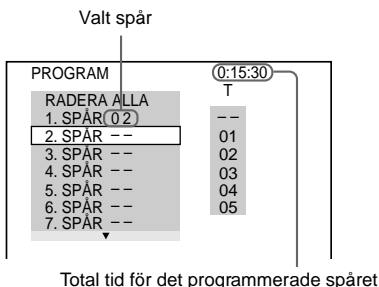 Valt spår
PROGRAM 0:15:30
T
RADERA ALLA
1. SPÅR 0 2 – –
2. SPÅR – – 01
3. SPÅR – – 02
4. SPÅR – – 03
5. SPÅR – – 04
6. SPÅR – – 05
7. SPÅR – –
Total tid för det programmerade spåret